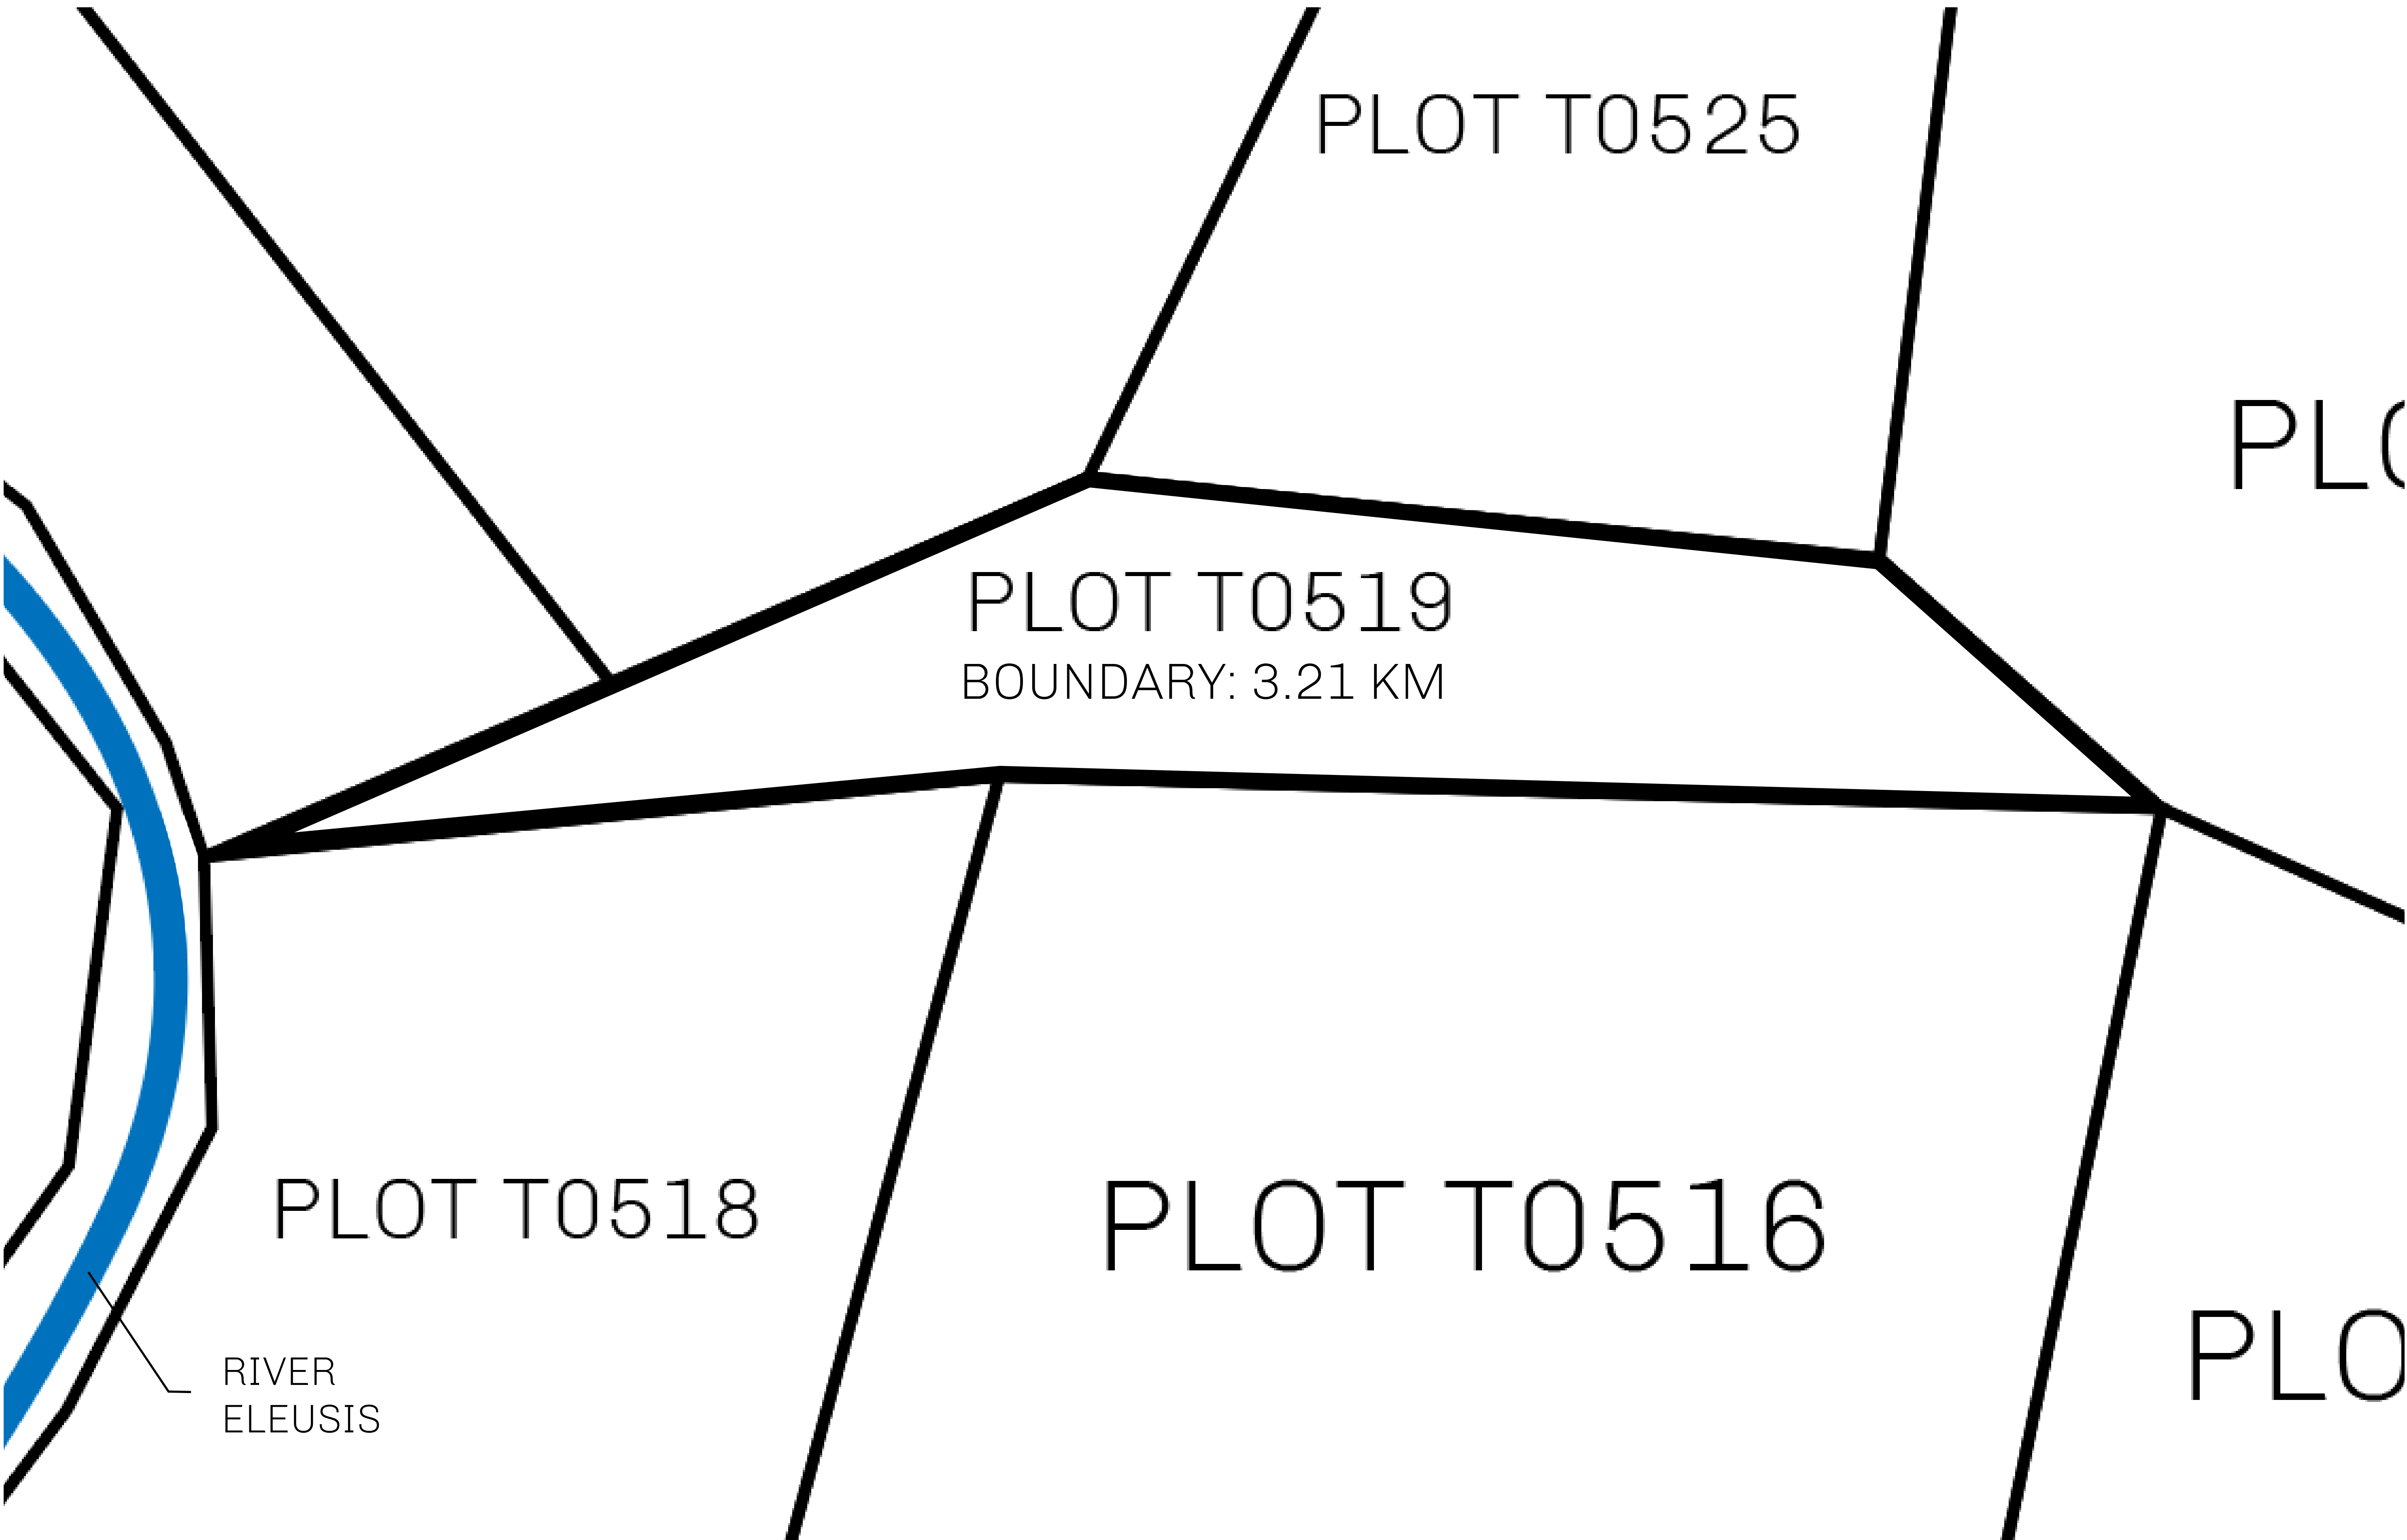 PLOT T0525
PLOT T0519
BOUNDARY: 3.21 KM
PLOT T0518
PLOT T0516
RIVER
ELEUSIS